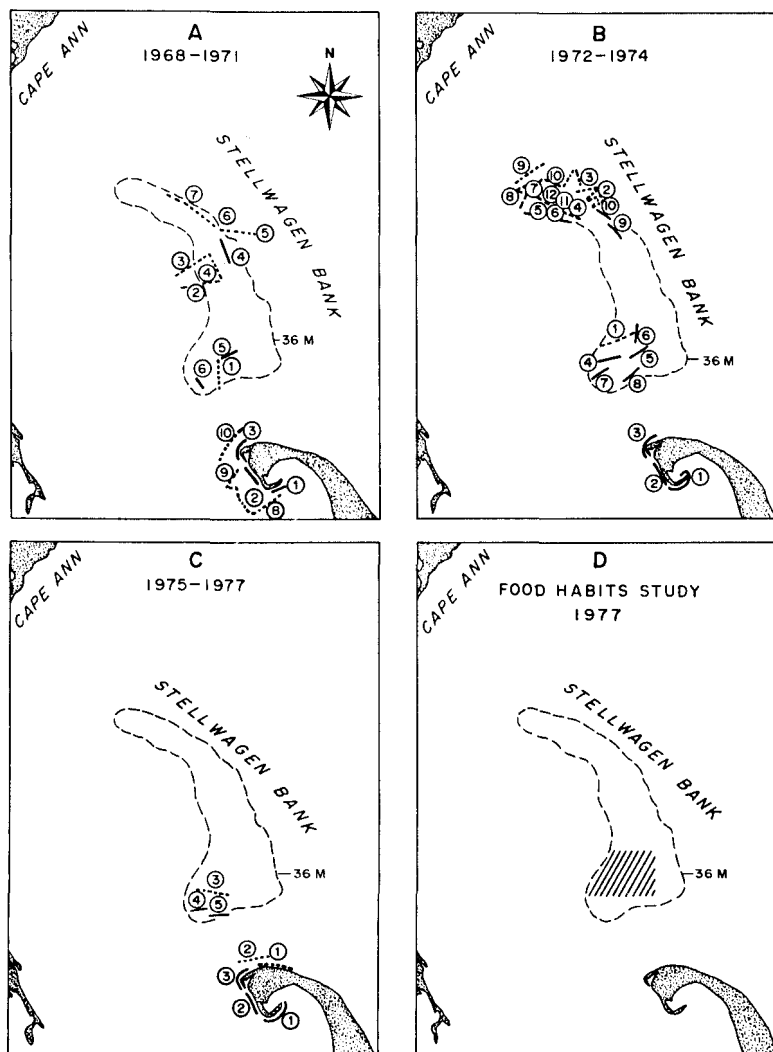 A
1968–1971
N
CAPE ANN
STELLWAGEN BANK
7
6
5
3
4
4
2
36 M
5
6
1
10
3
9
1
2
8
B
1972–1974
CAPE ANN
STELLWAGEN BANK
9
10
3
8
7
12
2
11
10
5
6
4
9
1
6
36 M
4
5
7
8
3
2
1
C
1975–1977
CAPE ANN
STELLWAGEN BANK
36 M
3
4
5
2
1
3
2
1
D
FOOD HABITS STUDY
1977
CAPE ANN
STELLWAGEN BANK
36 M